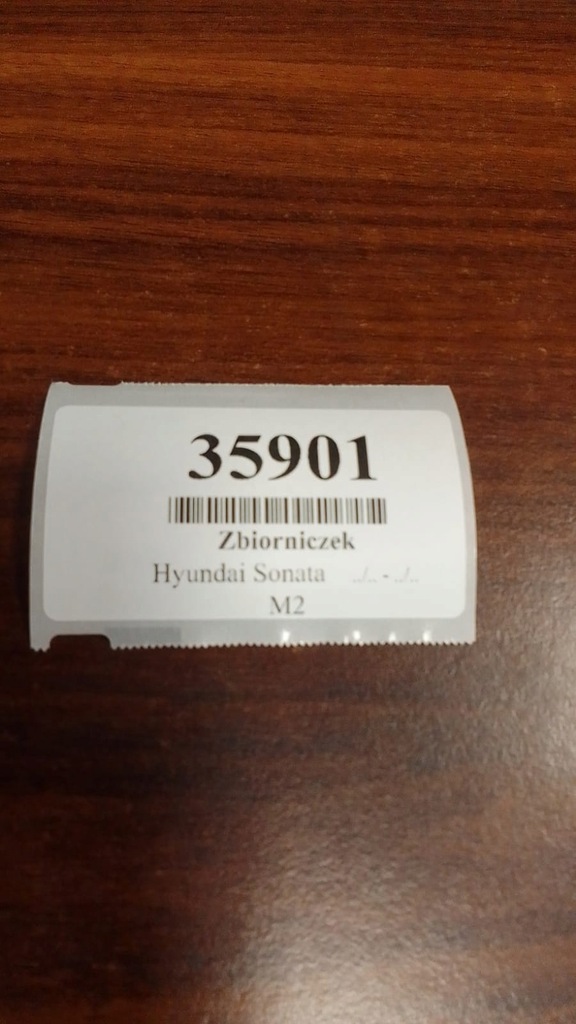 35901
Zbiorniczek
Hyundai Sonata ../.. - ../..
M2